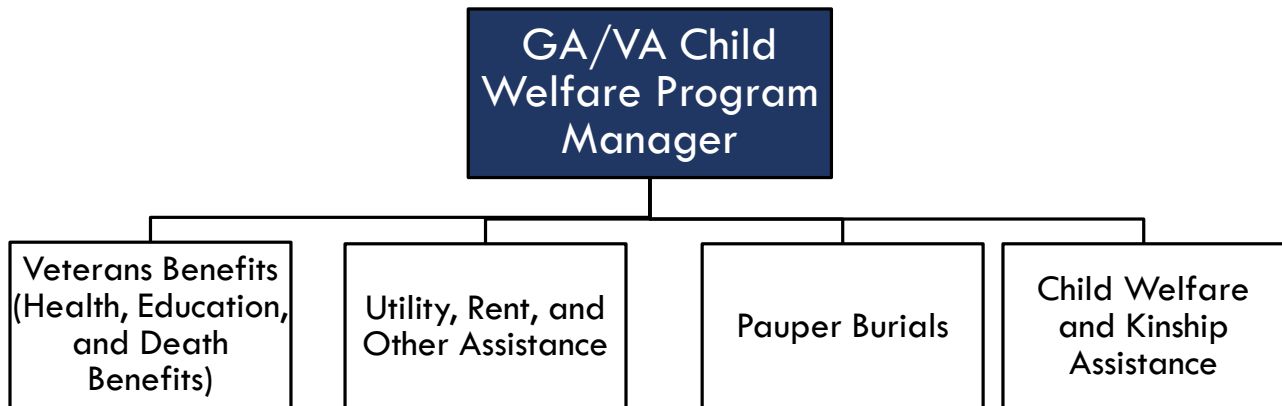 GA/VA Child
Welfare Program
Manager
Veterans Benefits
(Health, Education,
and Death
Benefits)
Utility, Rent, and
Other Assistance
Pauper Burials
Child Welfare
and Kinship
Assistance